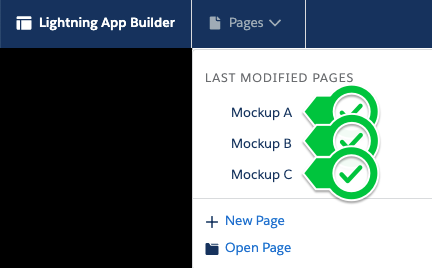 Lightning App Builder
Pages
LAST MODIFIED PAGES
Mockup A
Mockup B
Mockup C
New Page
Open Page